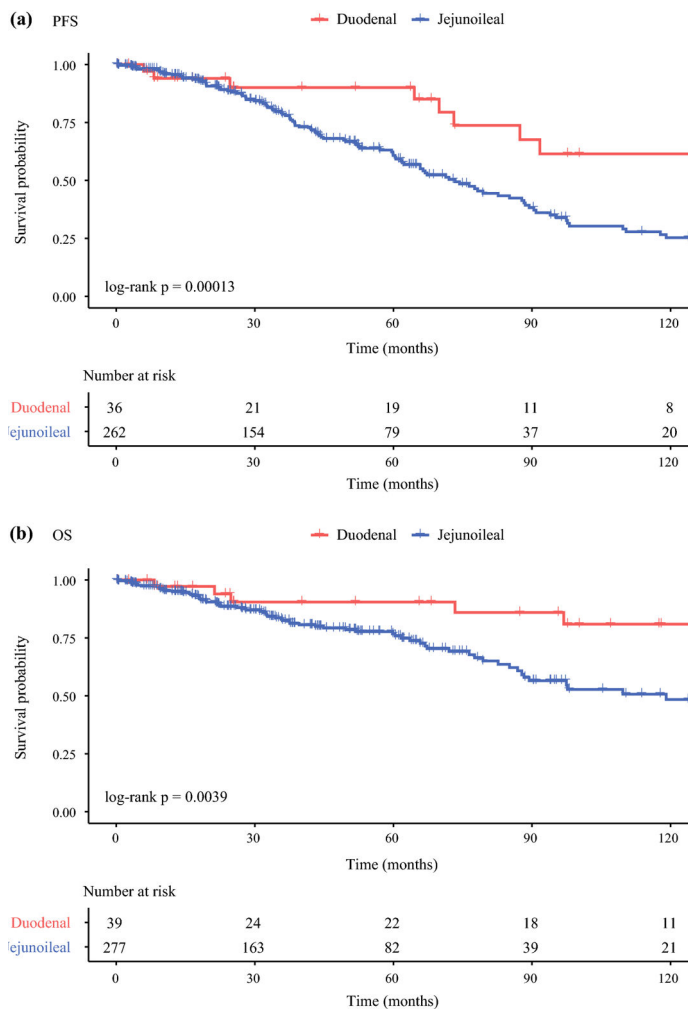 (a) PFS
Duodenal Jejunoileal
1.00
0.75
0.50
0.25
0.00
Survival probability
log-rank p = 0.00013
0 30 60 90 120
Time (months)
Number at risk
Duodenal 36 21 19 11 8
Jejunoileal 262 154 79 37 20
0 30 60 90 120
Time (months)
(b) OS
Duodenal Jejunoileal
1.00
0.75
0.50
0.25
0.00
Survival probability
log-rank p = 0.0039
0 30 60 90 120
Time (months)
Number at risk
Duodenal 39 24 22 18 11
Jejunoileal 277 163 82 39 21
0 30 60 90 120
Time (months)